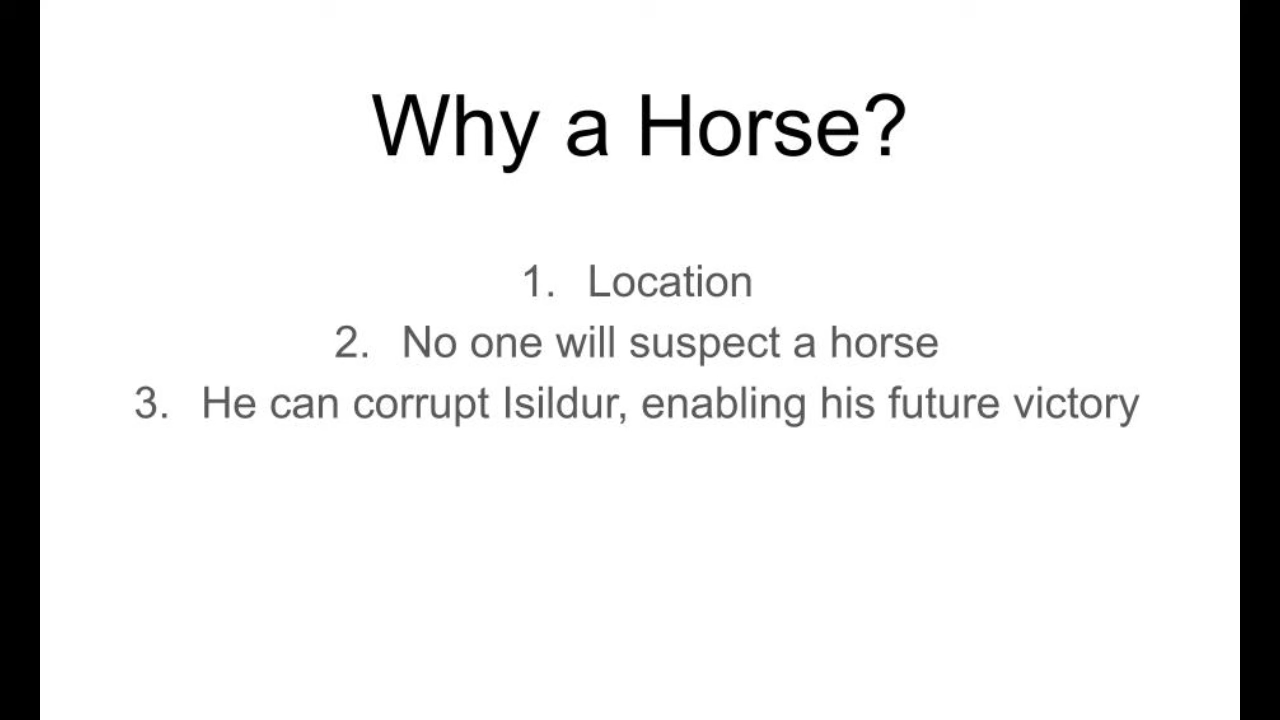 Why a Horse?
1. Location
2. No one will suspect a horse
3. He can corrupt Isildur, enabling his future victory